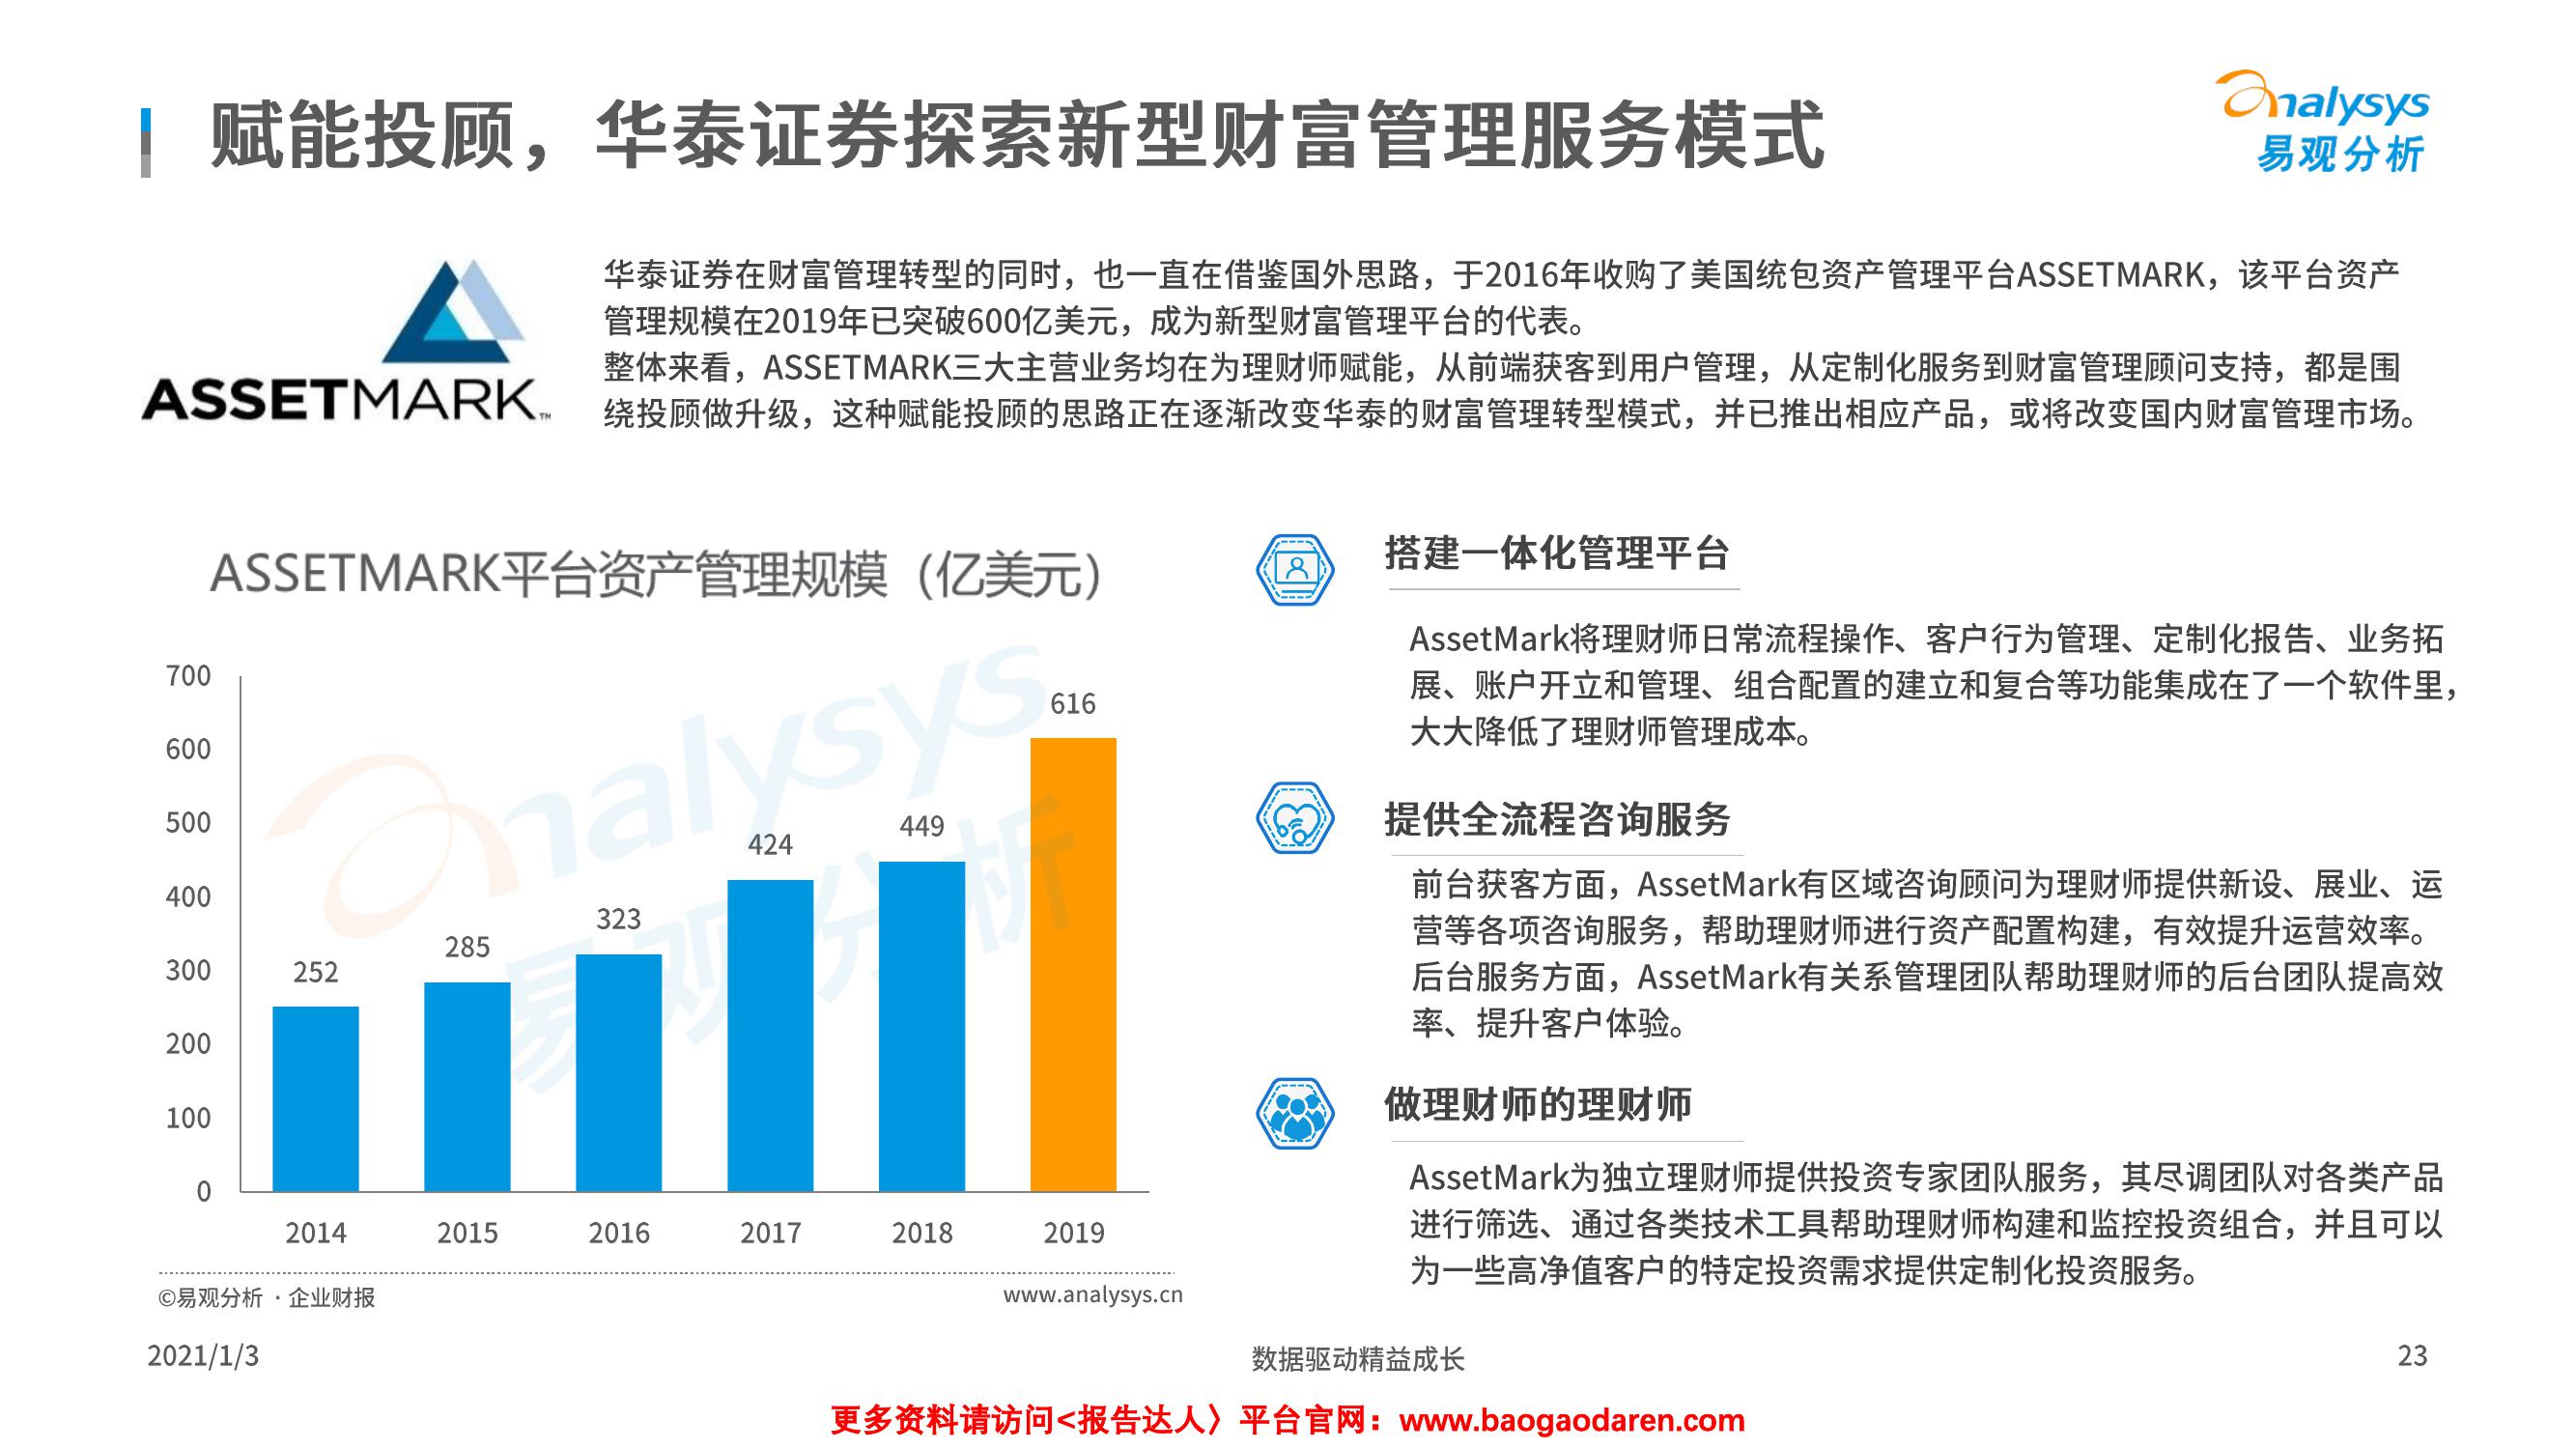 赋能投顾，华泰证券探索新型财富管理服务模式
analysys
易观分析
ASSETMARK™
华泰证券在财富管理转型的同时，也一直在借鉴国外思路，于2016年收购了美国统包资产管理平台ASSETMARK，该平台资产
管理规模在2019年已突破600亿美元，成为新型财富管理平台的代表。
整体来看，ASSETMARK三大主营业务均在为理财师赋能，从前端获客到用户管理，从定制化服务到财富管理顾问支持，都是围
绕投顾做升级，这种赋能投顾的思路正在逐渐改变华泰的财富管理转型模式，并已推出相应产品，或将改变国内财富管理市场。
ASSETMARK平台资产管理规模（亿美元）
700
600
500
400
300
200
100
0
252
285
323
424
449
616
2014
2015
2016
2017
2018
2019
analysys
易观分析
©易观分析 · 企业财报
www.analysys.cn
搭建一体化管理平台
AssetMark将理财师日常流程操作、客户行为管理、定制化报告、业务拓
展、账户开立和管理、组合配置的建立和复合等功能集成在了一个软件里，
大大降低了理财师管理成本。
提供全流程咨询服务
前台获客方面，AssetMark有区域咨询顾问为理财师提供新设、展业、运
营等各项咨询服务，帮助理财师进行资产配置构建，有效提升运营效率。
后台服务方面，AssetMark有关系管理团队帮助理财师的后台团队提高效
率、提升客户体验。
做理财师的理财师
AssetMark为独立理财师提供投资专家团队服务，其尽调团队对各类产品
进行筛选、通过各类技术工具帮助理财师构建和监控投资组合，并且可以
为一些高净值客户的特定投资需求提供定制化投资服务。
2021/1/3
数据驱动精益成长
23
更多资料请访问<报告达人〉平台官网：www.baogaodaren.com